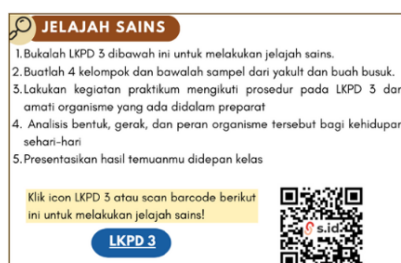 JELAJAH SAINS
1. Bukalah LKPD 3 dibawah ini untuk melakukan jelajah sains.
2. Buatlah 4 kelompok dan bawalah sampel dari yakult dan buah busuk.
3. Lakukan kegiatan praktikum mengikuti prosedur pada LKPD 3 dan
amati organisme yang ada didalam preparat
4. Analisis bentuk, gerak, dan peran organisme tersebut bagi kehidupan
sehari-hari
5. Presentasikan hasil temuanmu didepan kelas
Klik icon LKPD 3 atau scan barcode berikut
ini untuk melakukan jelajah sains!
LKPD 3
s.id